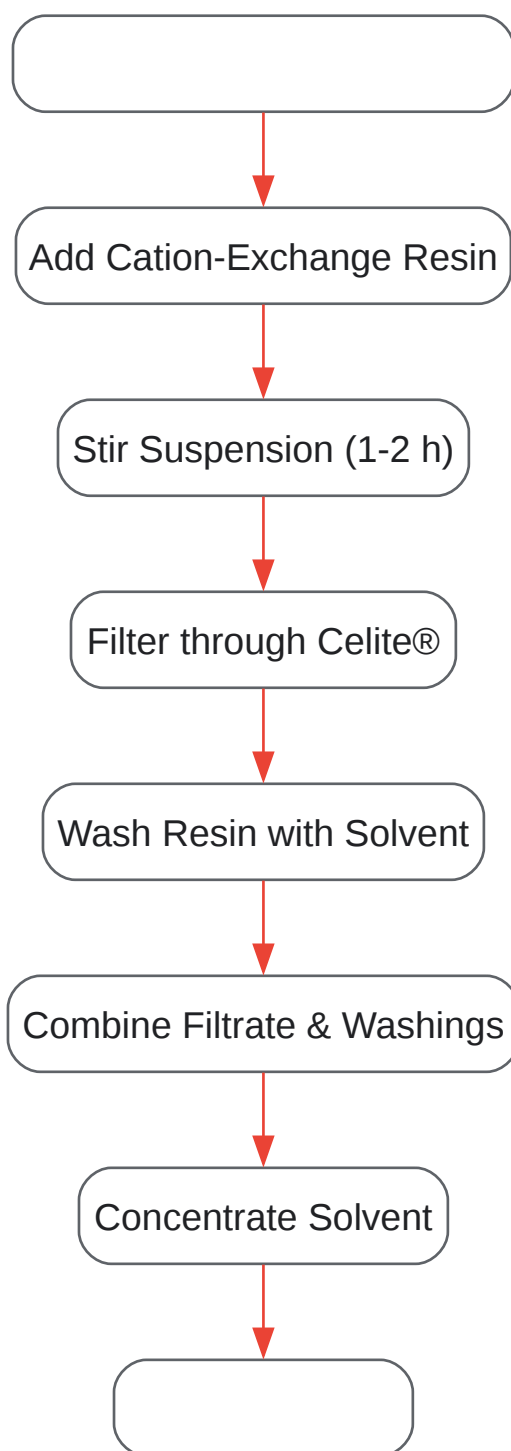 Add Cation-Exchange Resin
Stir Suspension (1-2 h)
Filter through Celite®
Wash Resin with Solvent
Combine Filtrate & Washings
Concentrate Solvent